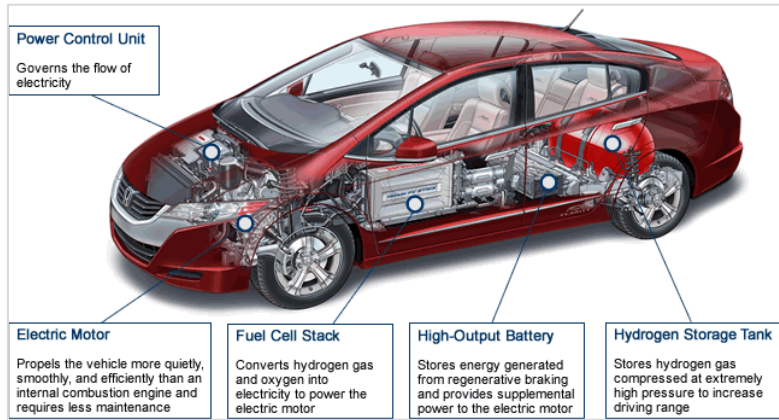 Power Control Unit
Governs the flow of
electricity
Electric Motor
Propels the vehicle more quietly,
smoothly, and efficiently than an
internal combustion engine and
requires less maintenance
Fuel Cell Stack
Converts hydrogen gas
and oxygen into
electricity to power the
electric motor
High-Output Battery
Stores energy generated
from regenerative braking
and provides supplemental
power to the electric motor
Hydrogen Storage Tank
Stores hydrogen gas
compressed at extremely
high pressure to increase
driving range